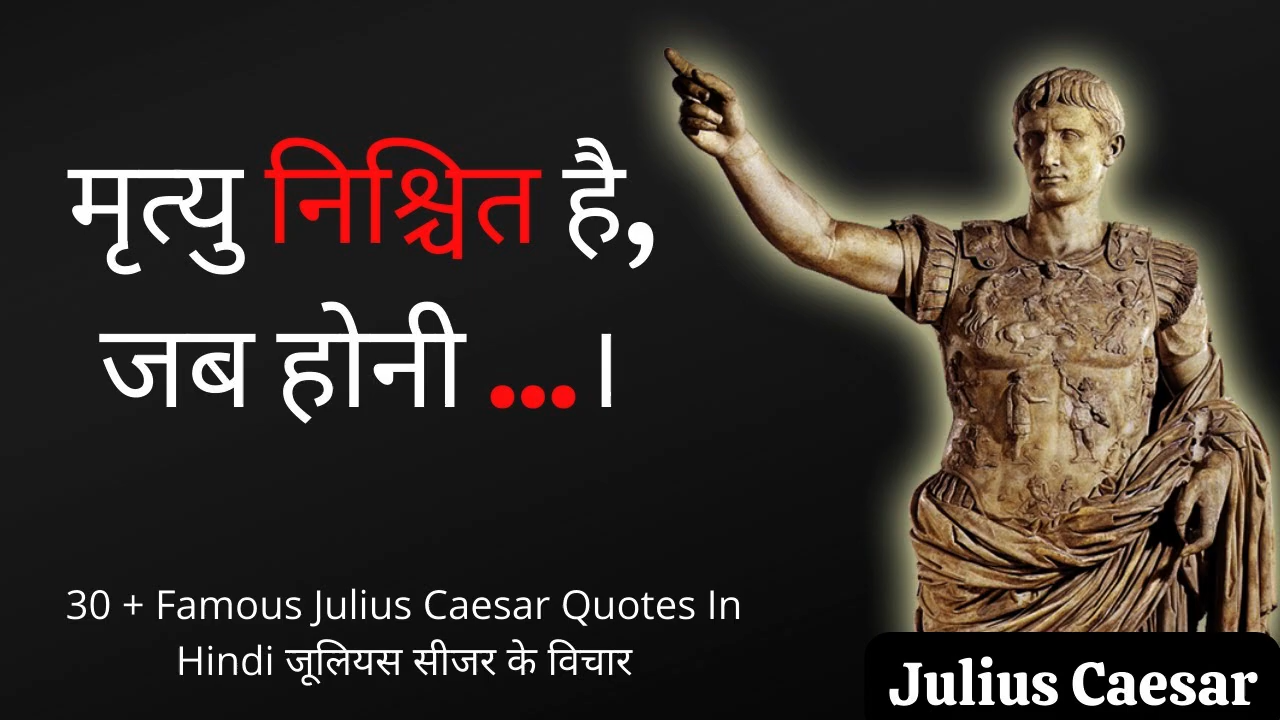 मृत्यु निश्चित है,
जब होनी ...।
30 + Famous Julius Caesar Quotes In
Hindi जूलियस सीजर के विचार
Julius Caesar